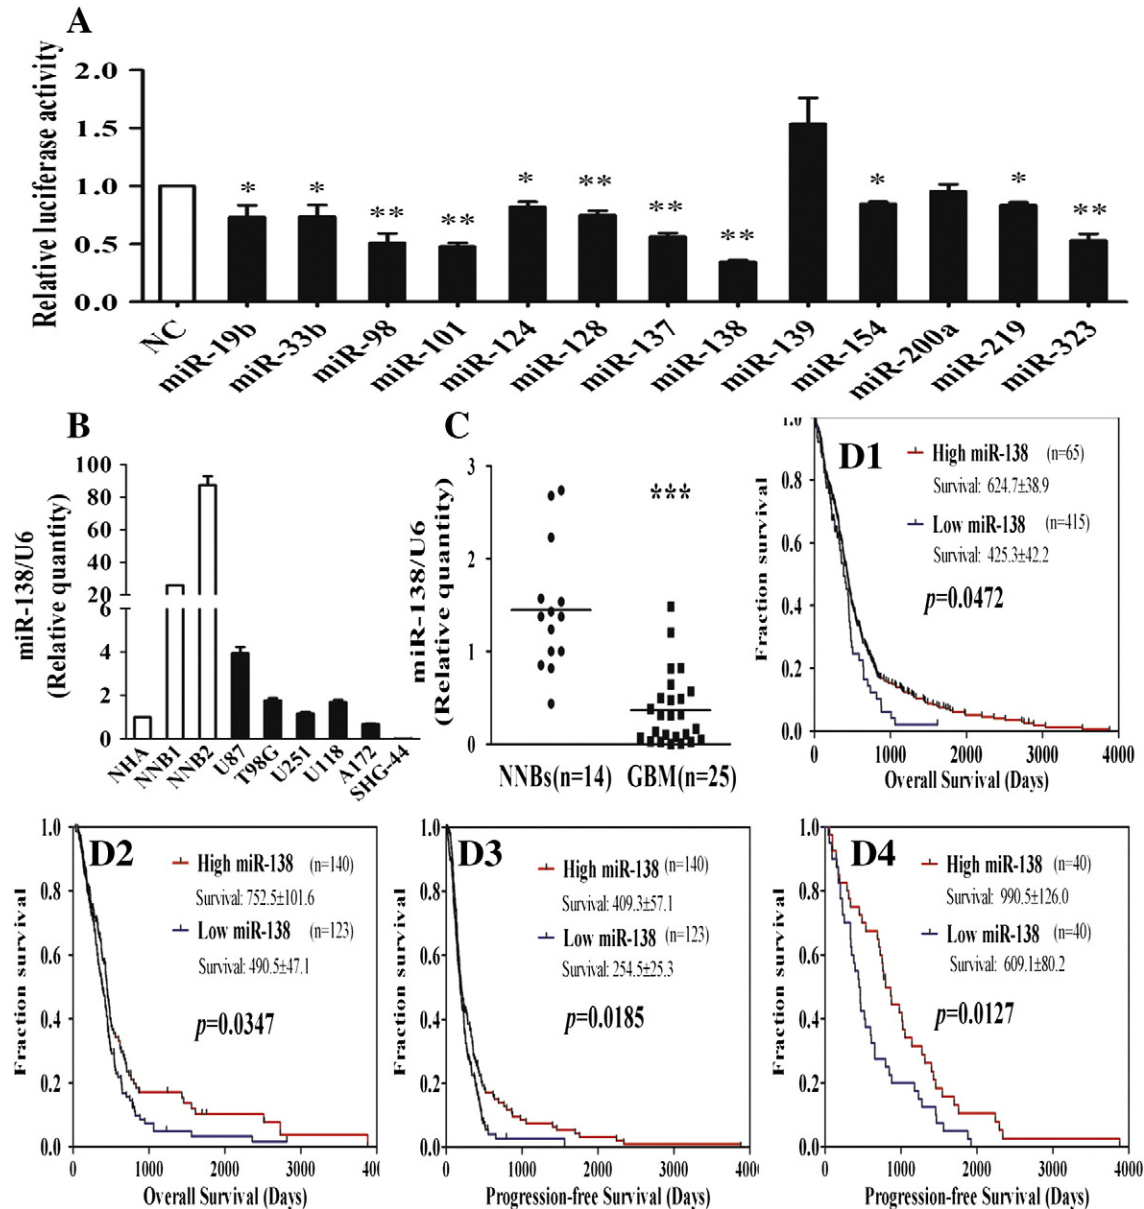 A
Relative luciferase activity
2.0
1.5
1.0
0.5
0.0
* * ** ** * ** ** ** * * **
NC miR-19b miR-33b miR-98 miR-101 miR-124 miR-128 miR-137 miR-138 miR-139 miR-154 miR-200a miR-219 miR-323
B
miR-138/U6
(Relative quantity)
100
80
60
40
20
6
4
2
0
NHA NNB1 NNB2 U87 T98G U251 U118 A172 SHG-44
C
miR-138/U6
(Relative quantity)
3
2
1
0
***
NNBs(n=14) GBM(n=25)
D1
Fraction survival
1.0
0.8
0.6
0.4
0.2
0.0
High miR-138 (n=65)
Survival: 624.7±38.9
Low miR-138 (n=415)
Survival: 425.3±42.2
p=0.0472
0 1000 2000 3000 4000
Overall Survival (Days)
D2
Fraction survival
1.0
0.8
0.6
0.4
0.2
0.0
High miR-138 (n=140)
Survival: 752.5±101.6
Low miR-138 (n=123)
Survival: 490.5±47.1
p=0.0347
0 1000 2000 3000 4000
Overall Survival (Days)
D3
Fraction survival
1.0
0.8
0.6
0.4
0.2
0.0
High miR-138 (n=140)
Survival: 409.3±57.1
Low miR-138 (n=123)
Survival: 254.5±25.3
p=0.0185
0 1000 2000 3000 400
Progression-free Survival (Days)
D4
Fraction survival
1.0
0.8
0.6
0.4
0.2
0.0
High miR-138 (n=40)
Survival: 990.5±126.0
Low miR-138 (n=40)
Survival: 609.1±80.2
p=0.0127
0 1000 2000 3000 4000
Progression-free Survival (Days)